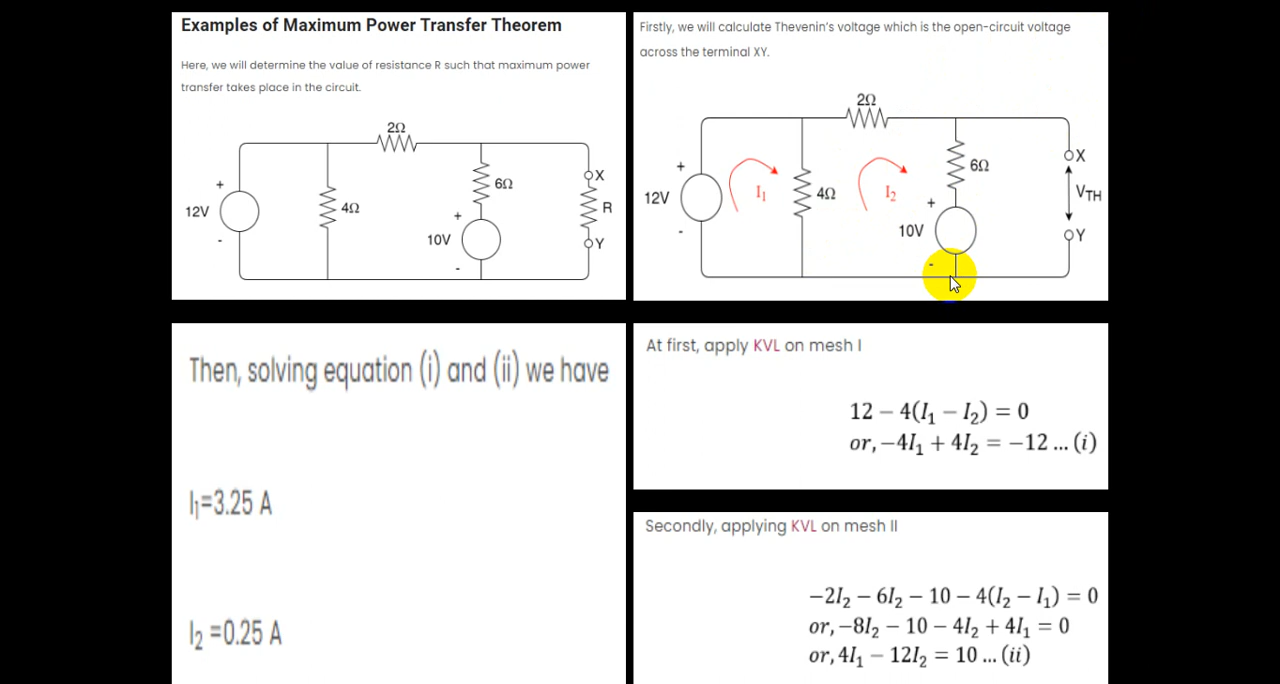 Examples of Maximum Power Transfer Theorem
Here, we will determine the value of resistance R such that maximum power
transfer takes place in the circuit.
2Ω
X
6Ω
+
12V
4Ω
R
+
10V
Y
-
-
Firstly, we will calculate Thevenin's voltage which is the open-circuit voltage
across the terminal XY.
2Ω
X
+
6Ω
12V
I₁
4Ω
I₂
V_TH
+
10V
Y
-
-
Then, solving equation (i) and (ii) we have
I₁=3.25 A
I₂ =0.25 A
At first, apply KVL on mesh I
12 − 4(I₁ − I₂) = 0
or, −4I₁ + 4I₂ = −12 ... (i)
Secondly, applying KVL on mesh II
−2I₂ − 6I₂ − 10 − 4(I₂ − I₁) = 0
or, −8I₂ − 10 − 4I₂ + 4I₁ = 0
or, 4I₁ − 12I₂ = 10 ... (ii)